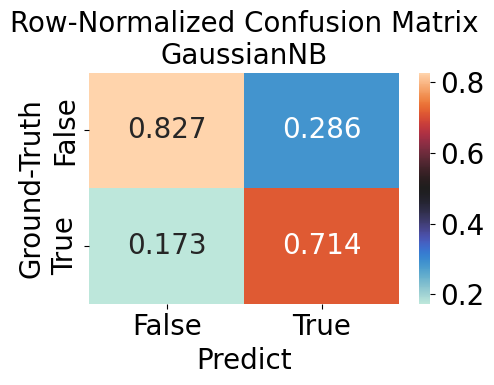 Row-Normalized Confusion Matrix
GaussianNB
Ground-Truth
False
True
0.827 0.286
0.173 0.714
False True
Predict
0.8
0.6
0.4
0.2